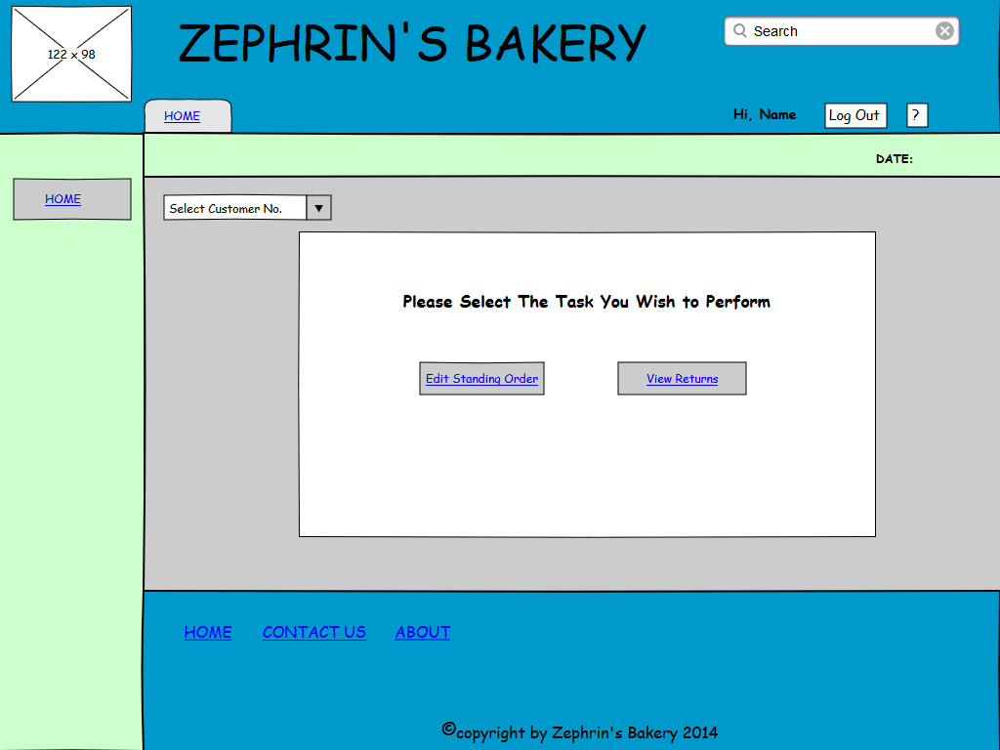 ZEPHRIN'S BAKERY
Search
122 x 98
HOME
Hi, Name
Log Out
?
DATE:
HOME
Select Customer No.
Please Select The Task You Wish to Perform
Edit Standing Order
View Returns
HOME
CONTACT US
ABOUT
©copyright by Zephrin's Bakery 2014